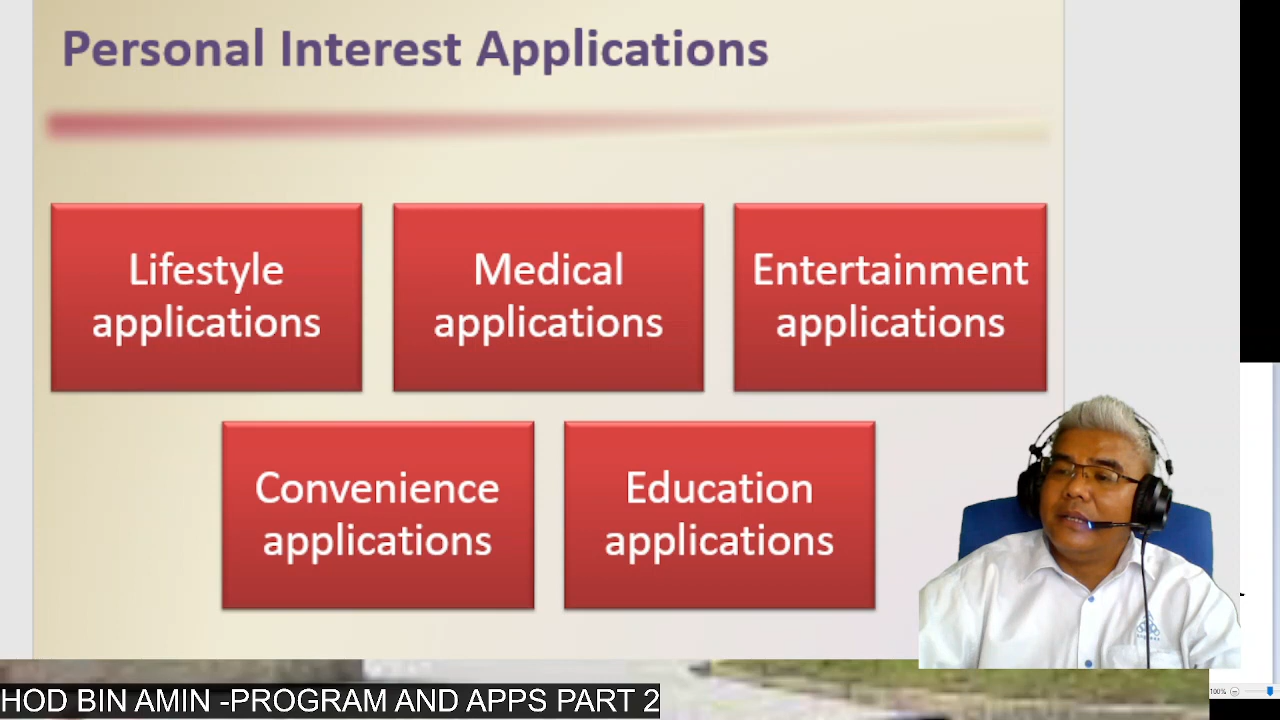 Personal Interest Applications
Lifestyle
applications
Medical
applications
Entertainment
applications
Convenience
applications
Education
applications
HOD BIN AMIN -PROGRAM AND APPS PART 2
100%